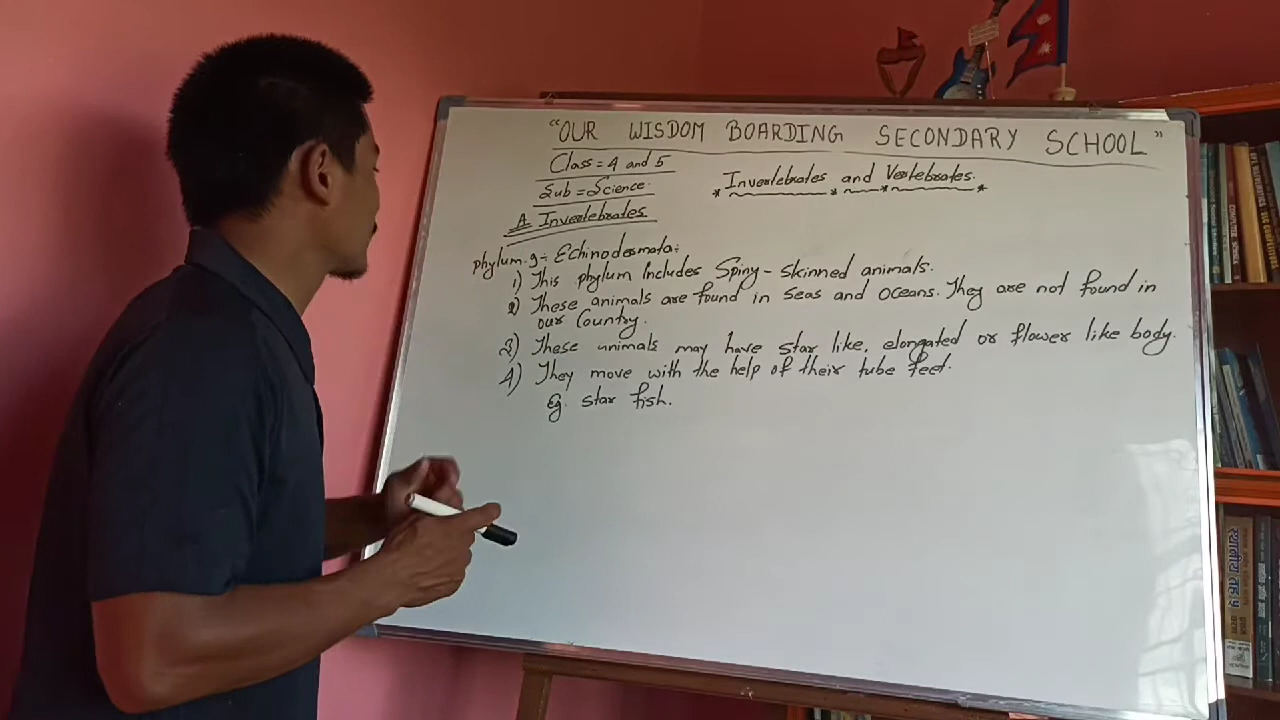 "OUR WISDOM BOARDING SECONDARY SCHOOL"
Class = 4 and 5
Sub = Science.
Invertebrates and Vertebrates.
A. Invertebrates
Phylum. 9:- Echinodermata:-
1) This phylum Includes Spiny-skinned animals.
2) These animals are found in seas and oceans. They are not found in
our Country.
3) These animals may have star like, elongated or flower like body.
4) They move with the help of their tube feet.
Eg. star fish.
COMPUTER SCIENCE